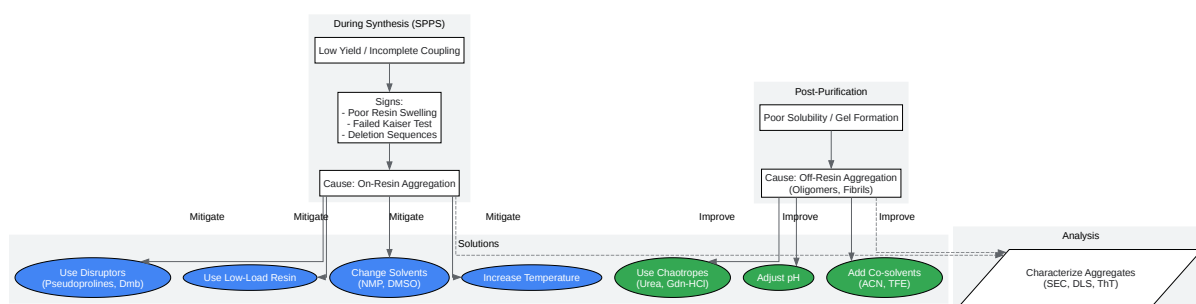 During Synthesis (SPPS)
Low Yield / Incomplete Coupling
Signs:
- Poor Resin Swelling
- Failed Kaiser Test
- Deletion Sequences
Cause: On-Resin Aggregation
Post-Purification
Poor Solubility / Gel Formation
Cause: Off-Resin Aggregation
(Oligomers, Fibrils)
Mitigate
Mitigate
Mitigate
Mitigate
Improve
Improve
Improve
Solutions
Use Disruptors
(Pseudoprolines, Dmb)
Use Low-Load Resin
Change Solvents
(NMP, DMSO)
Increase Temperature
Use Chaotropes
(Urea, Gdn-HCl)
Adjust pH
Add Co-solvents
(ACN, TFE)
Analysis
Characterize Aggregates
(SEC, DLS, ThT)